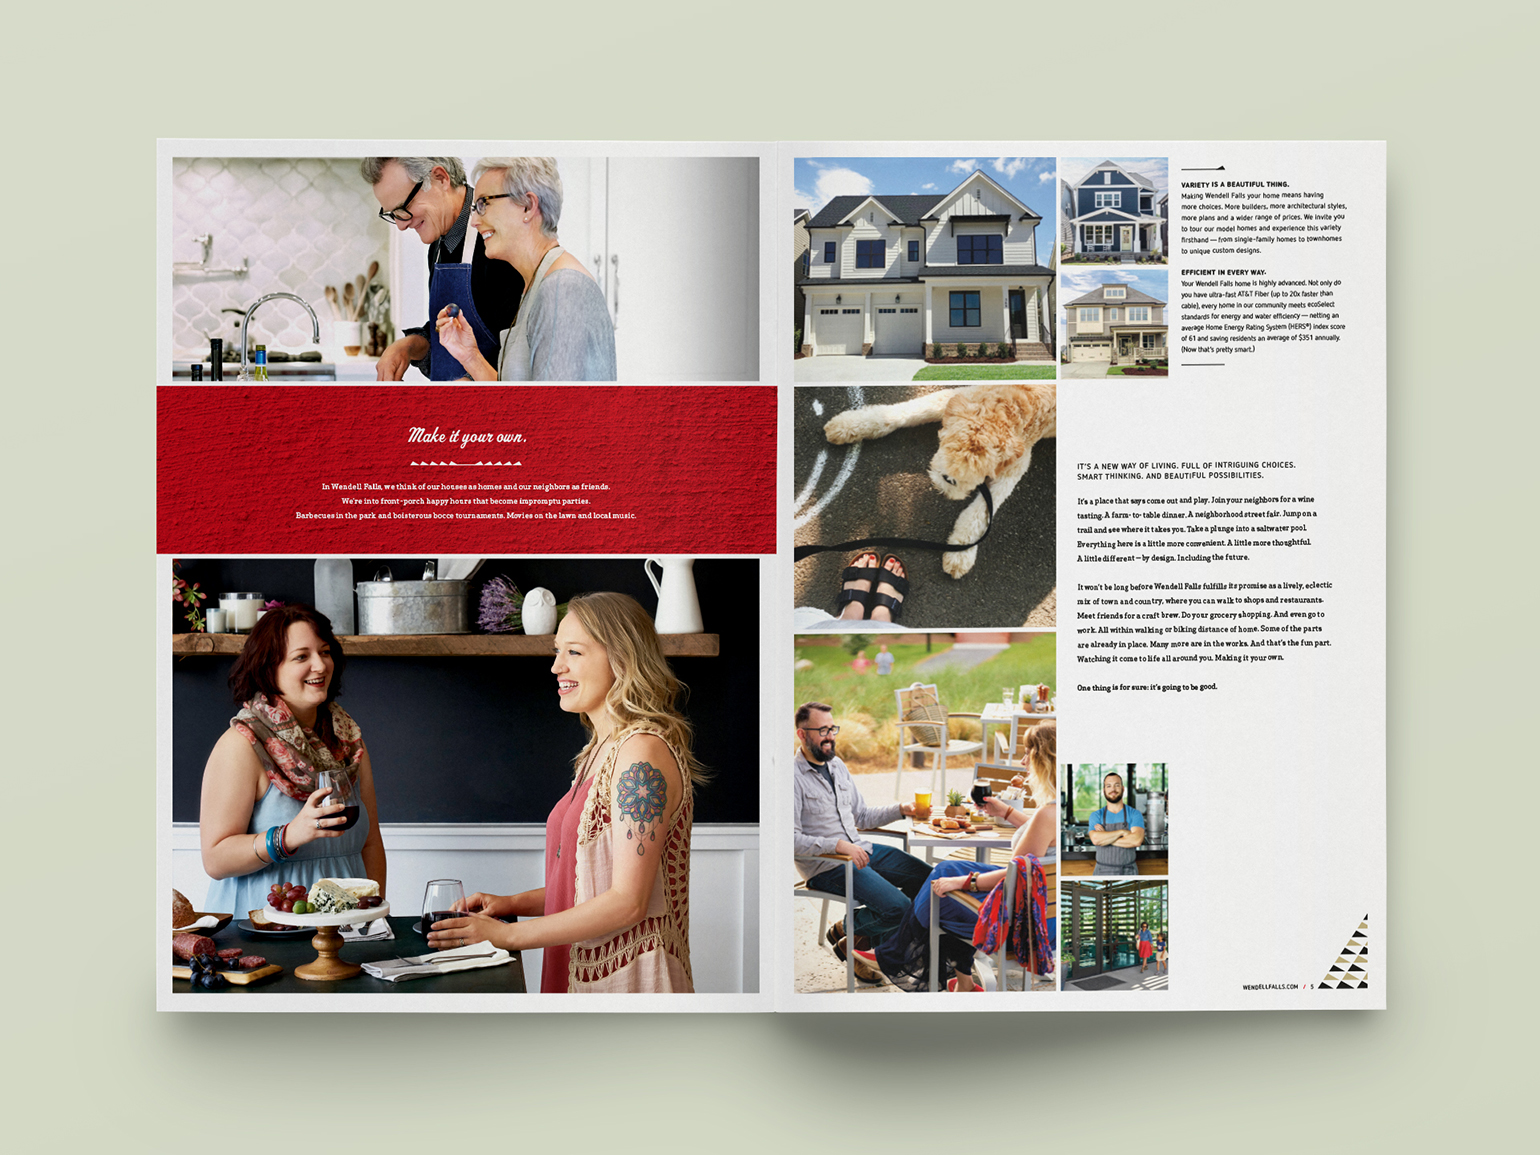 Make it your own.
In Wendell Falls, we think of our houses as homes and our neighbors as friends.
We're into front-porch happy hours that become impromptu parties.
Barbecues in the park and boisterous bocce tournaments. Movies on the lawn and local music.
VARIETY IS A BEAUTIFUL THING.
Making Wendell Falls your home means having
more choices. More builders, more architectural styles,
more plans and a wider range of prices. We invite you
to tour our model homes and experience this variety
firsthand — from single-family homes to townhomes
to unique custom designs.
EFFICIENT IN EVERY WAY.
Your Wendell Falls home is highly advanced. Not only do
you have ultra-fast AT&T Fiber (up to 20x faster than
cable), every home in our community meets ecoSelect
standards for energy and water efficiency — netting an
average Home Energy Rating System (HERS®) index score
of 61 and saving residents an average of $351 annually.
(Now that's pretty smart.)
IT'S A NEW WAY OF LIVING. FULL OF INTRIGUING CHOICES.
SMART THINKING. AND BEAUTIFUL POSSIBILITIES.
It's a place that says come out and play. Join your neighbors for a wine
tasting. A farm-to-table dinner. A neighborhood street fair. Jump on a
trail and see where it takes you. Take a plunge into a saltwater pool.
Everything here is a little more convenient. A little more thoughtful.
A little different—by design. Including the future.
It won't be long before Wendell Falls fulfills its promise as a lively, eclectic
mix of town and country, where you can walk to shops and restaurants.
Meet friends for a craft brew. Do your grocery shopping. And even go to
work. All within walking or biking distance of home. Some of the parts
are already in place. Many more are in the works. And that's the fun part.
Watching it come to life all around you. Making it your own.
One thing is for sure: it's going to be good.
WENDELLFALLS.COM / 5